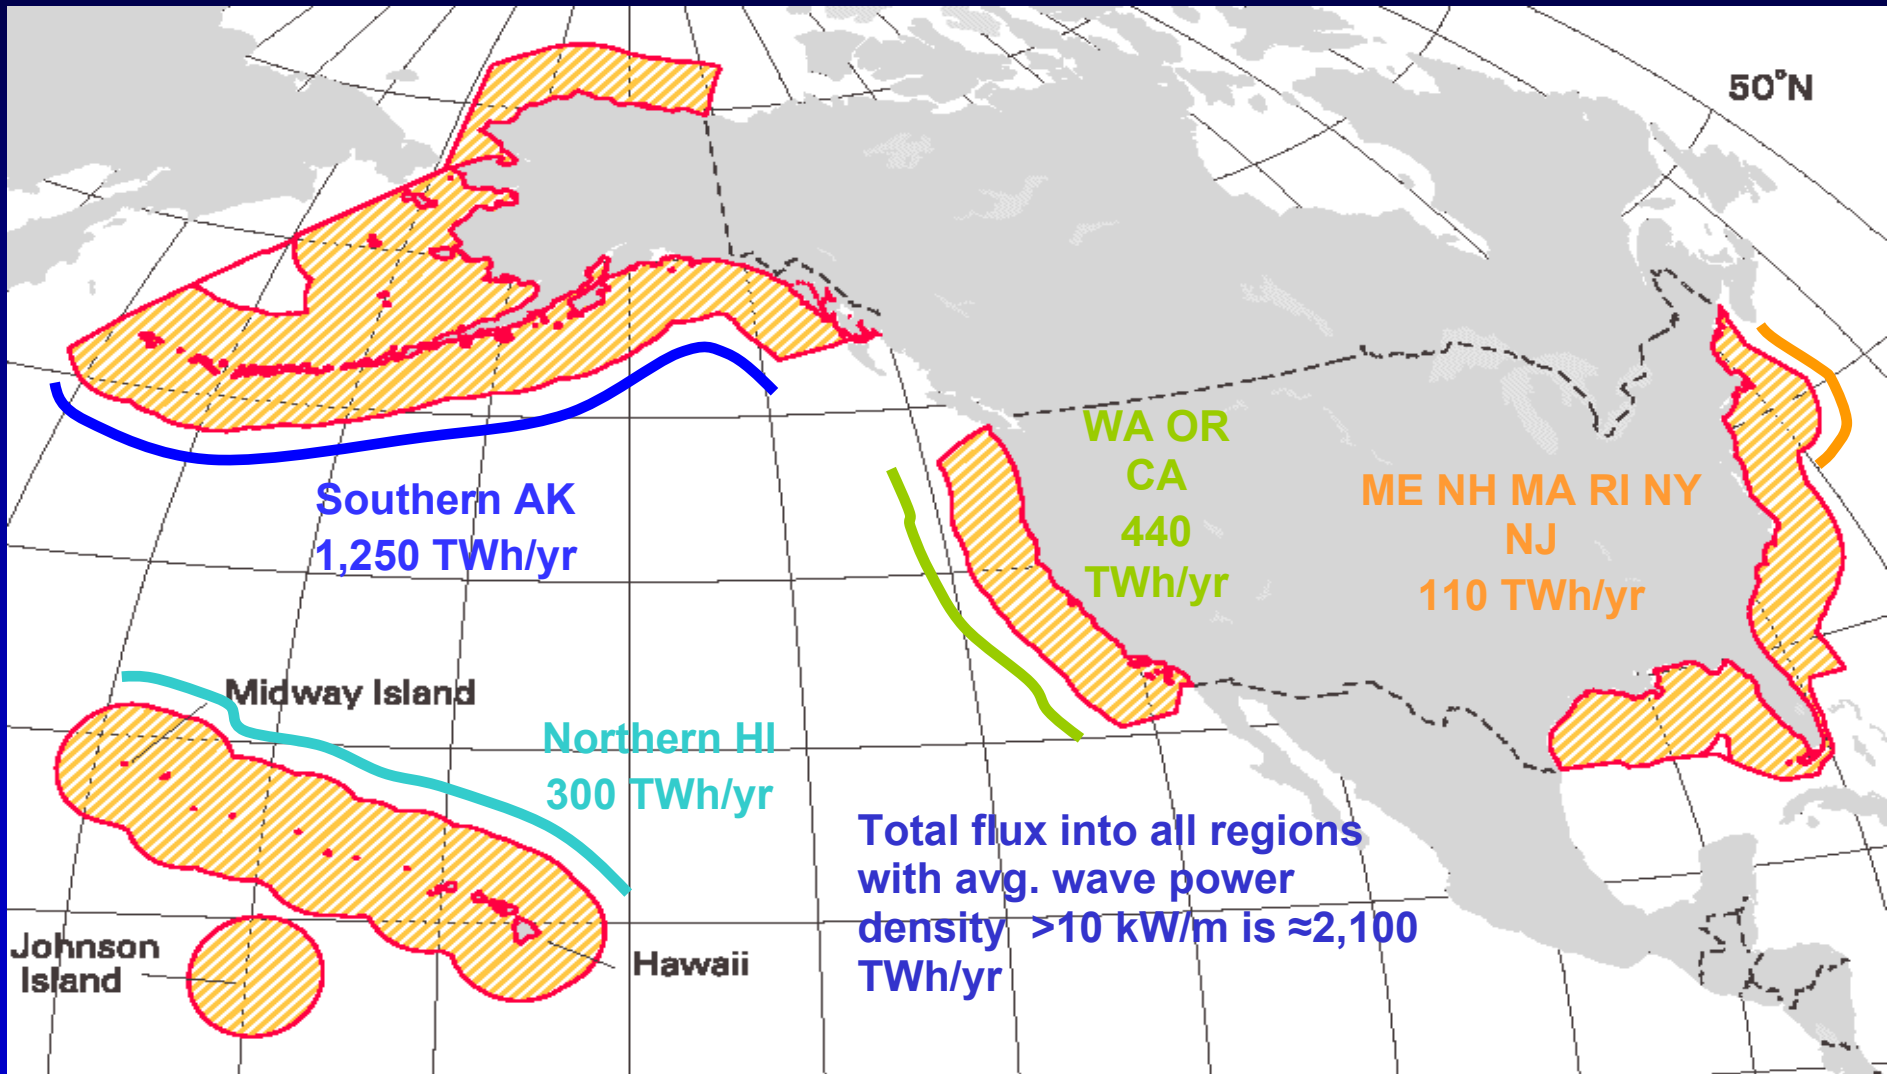 50°N
WA OR
CA
440
TWh/yr
ME NH MA RI NY
NJ
110 TWh/yr
Southern AK
1,250 TWh/yr
Midway Island
Northern HI
300 TWh/yr
Total flux into all regions
with avg. wave power
density >10 kW/m is ≈2,100
TWh/yr
Johnson
Island
Hawaii